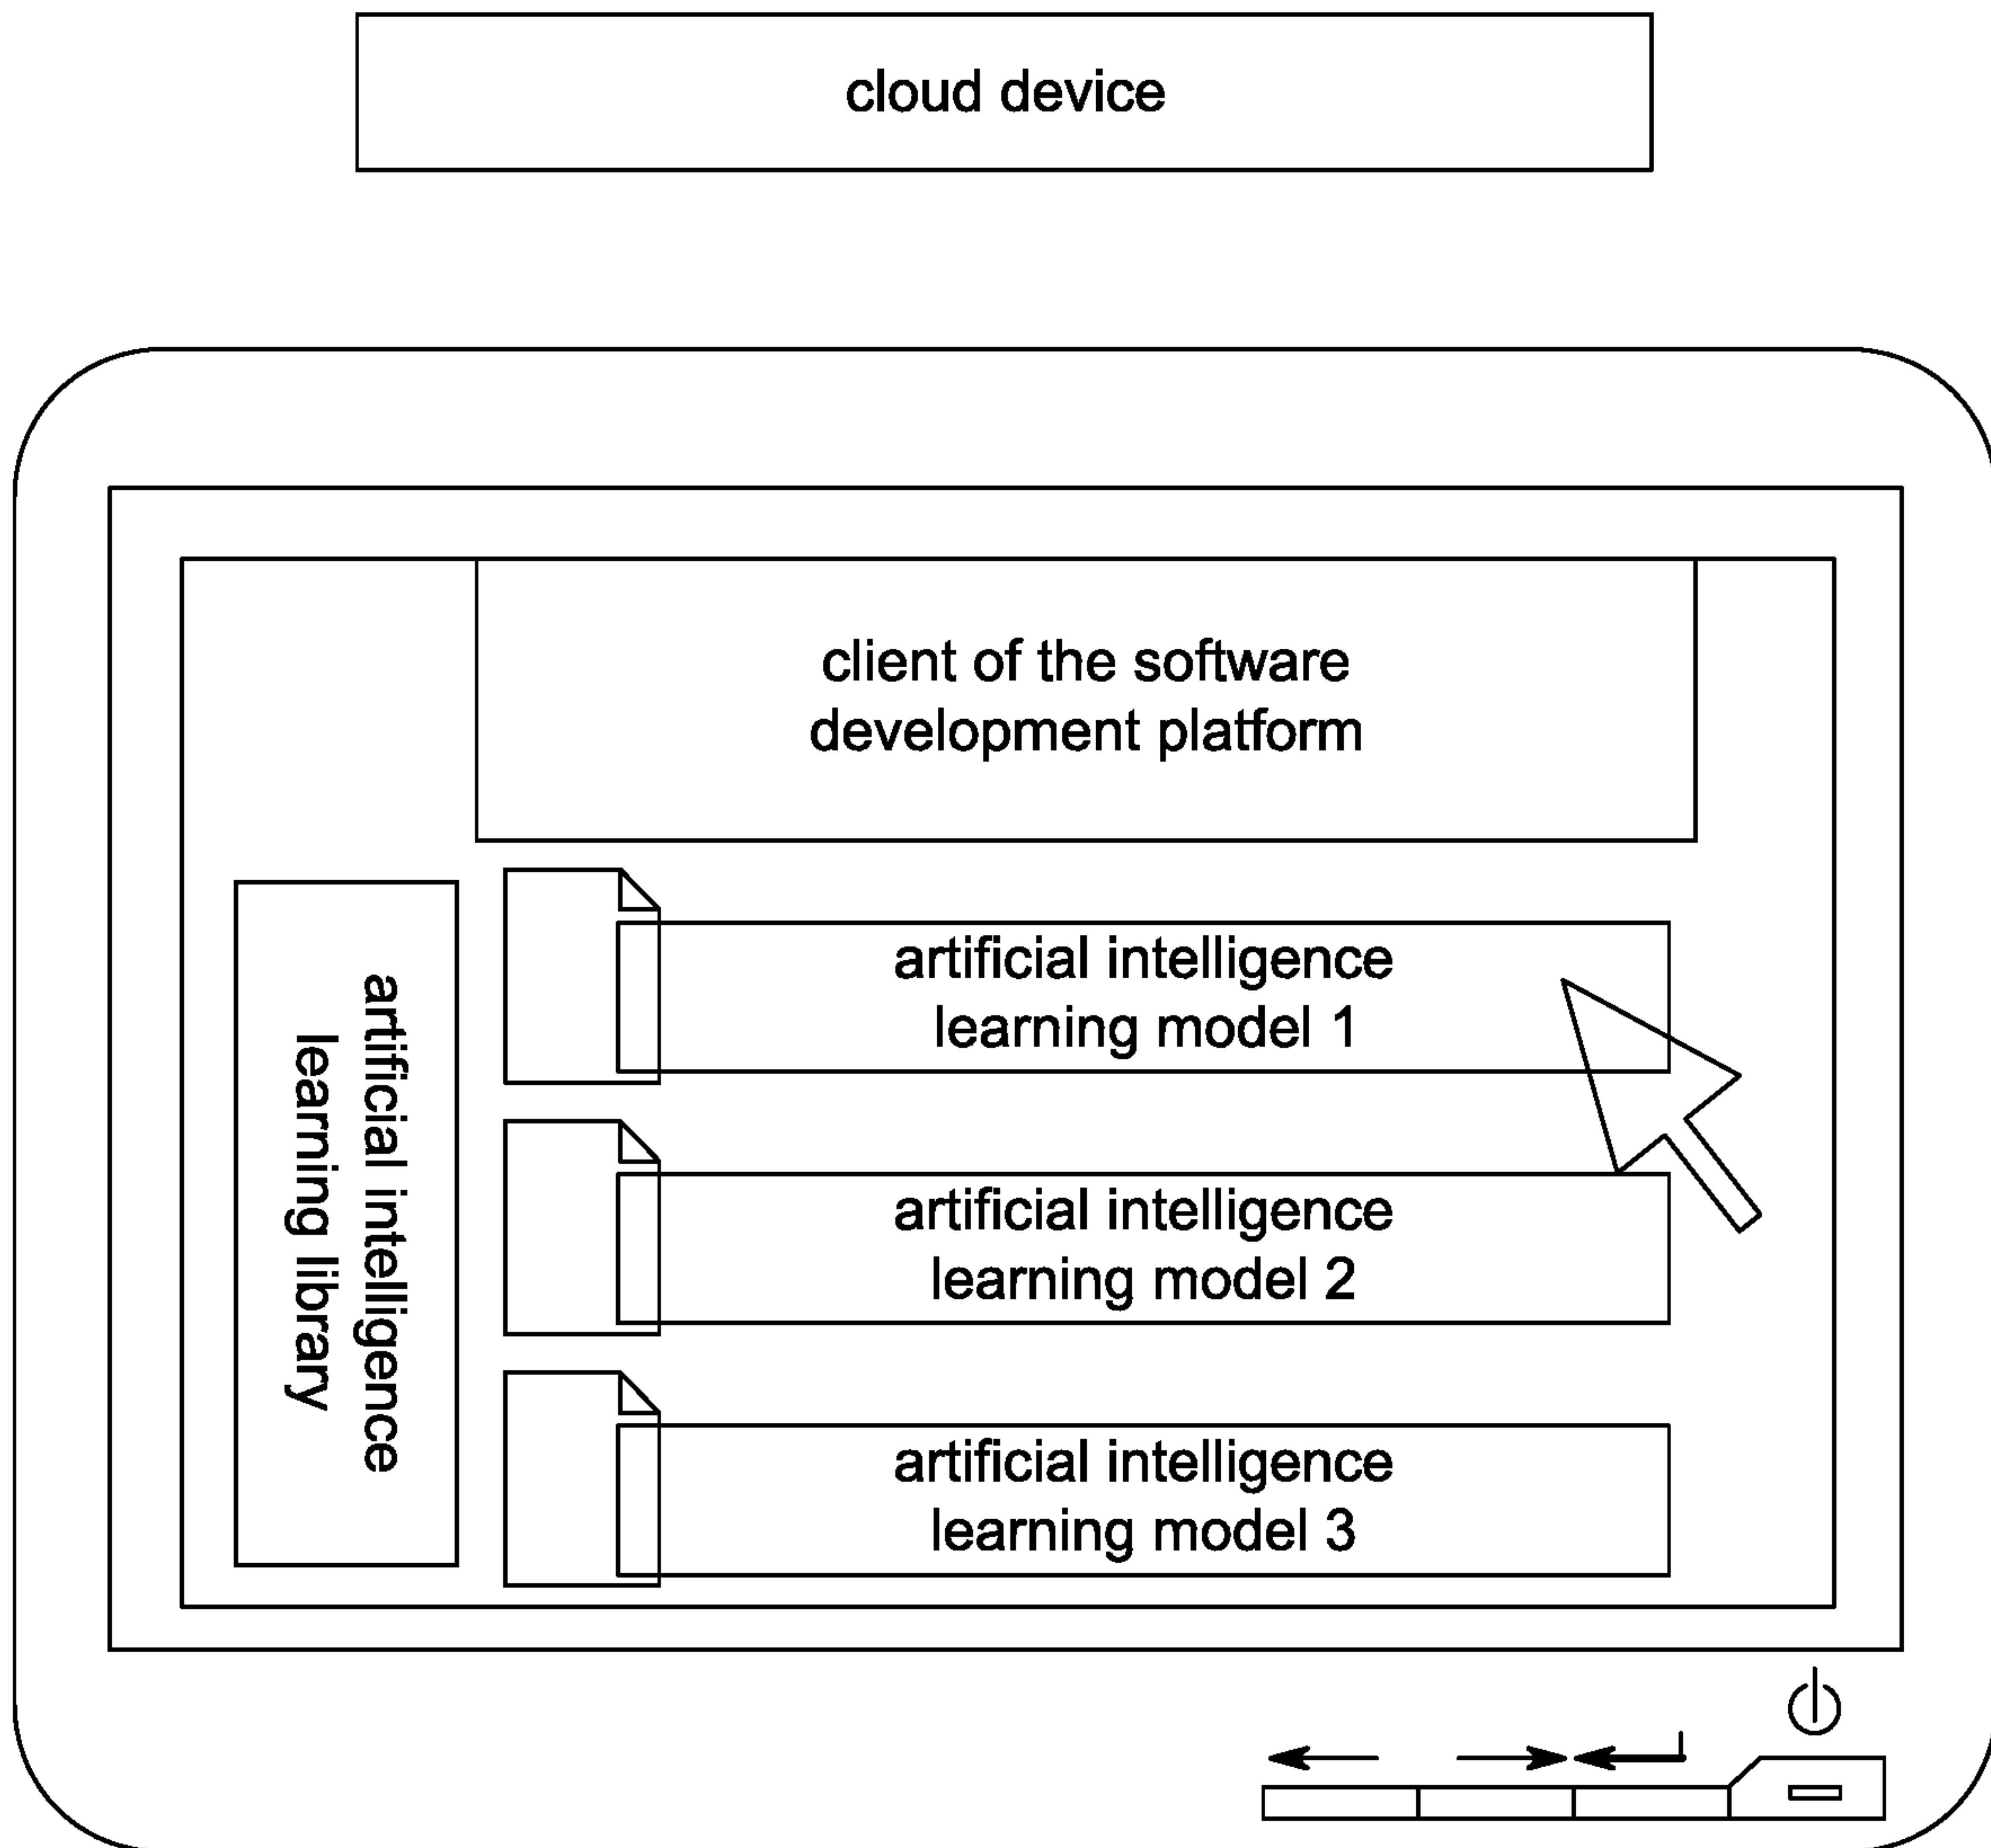 cloud device
client of the software
development platform
artificial intelligence
learning library
artificial intelligence
learning model 1
artificial intelligence
learning model 2
artificial intelligence
learning model 3